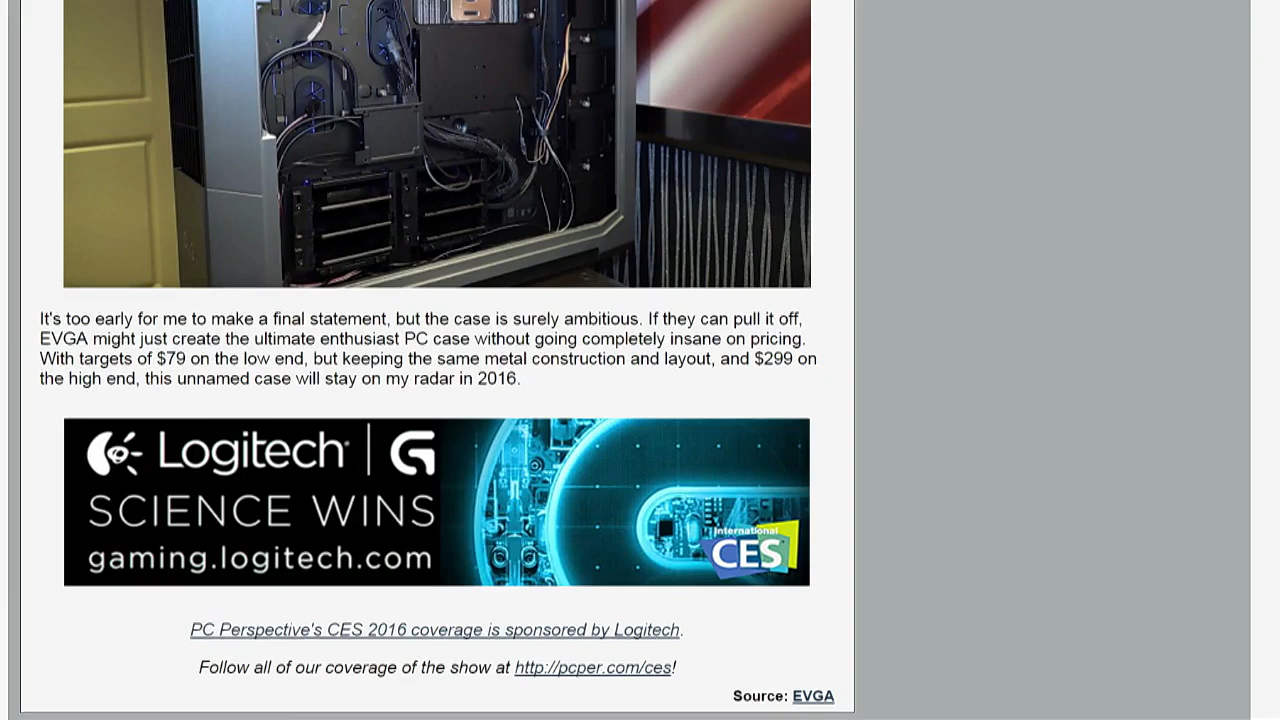 It's too early for me to make a final statement, but the case is surely ambitious. If they can pull it off,
EVGA might just create the ultimate enthusiast PC case without going completely insane on pricing.
With targets of $79 on the low end, but keeping the same metal construction and layout, and $299 on
the high end, this unnamed case will stay on my radar in 2016.
Logitech G
SCIENCE WINS
gaming.logitech.com
International
CES
PC Perspective's CES 2016 coverage is sponsored by Logitech.
Follow all of our coverage of the show at http://pcper.com/ces!
Source: EVGA